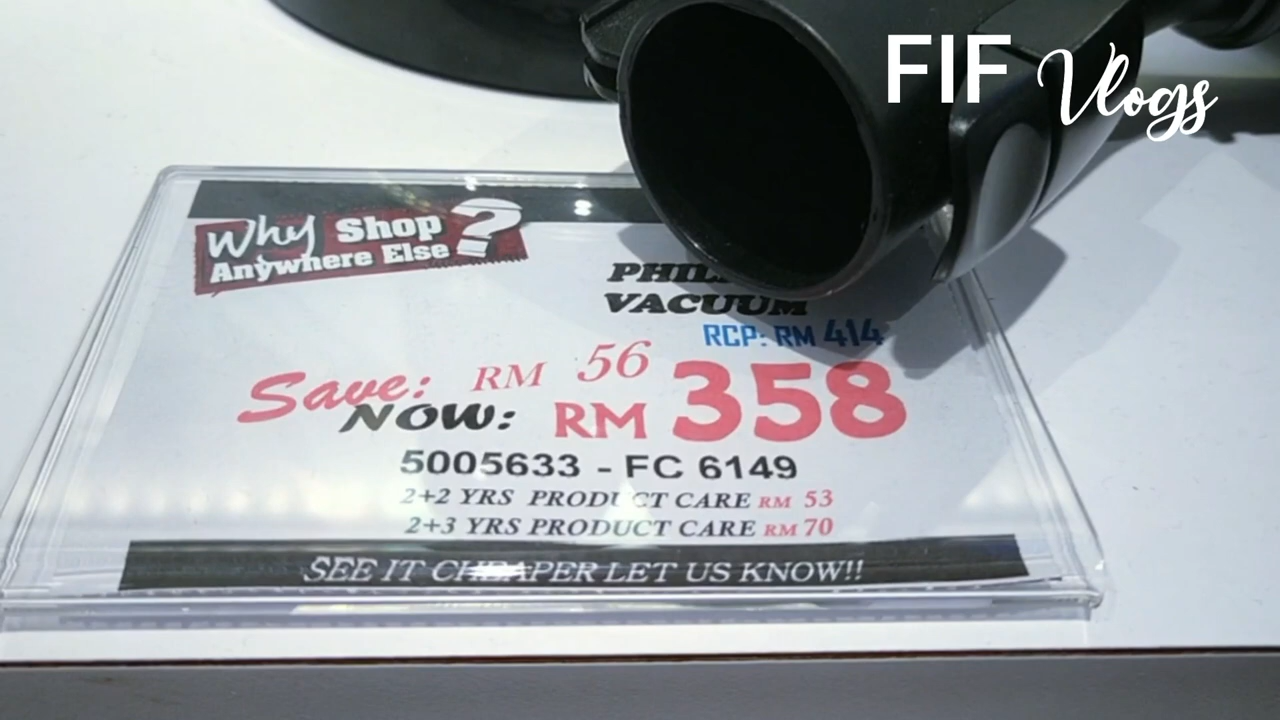 FIF Vlogs
Why Shop
Anywhere Else?
VACUUM
RCP: RM 414
Save: RM 56
NOW: RM 358
5005633 - FC 6149
2+2 YRS PRODUCT CARE RM 53
2+3 YRS PRODUCT CARE RM 70
SEE IT CHEAPER LET US KNOW!!